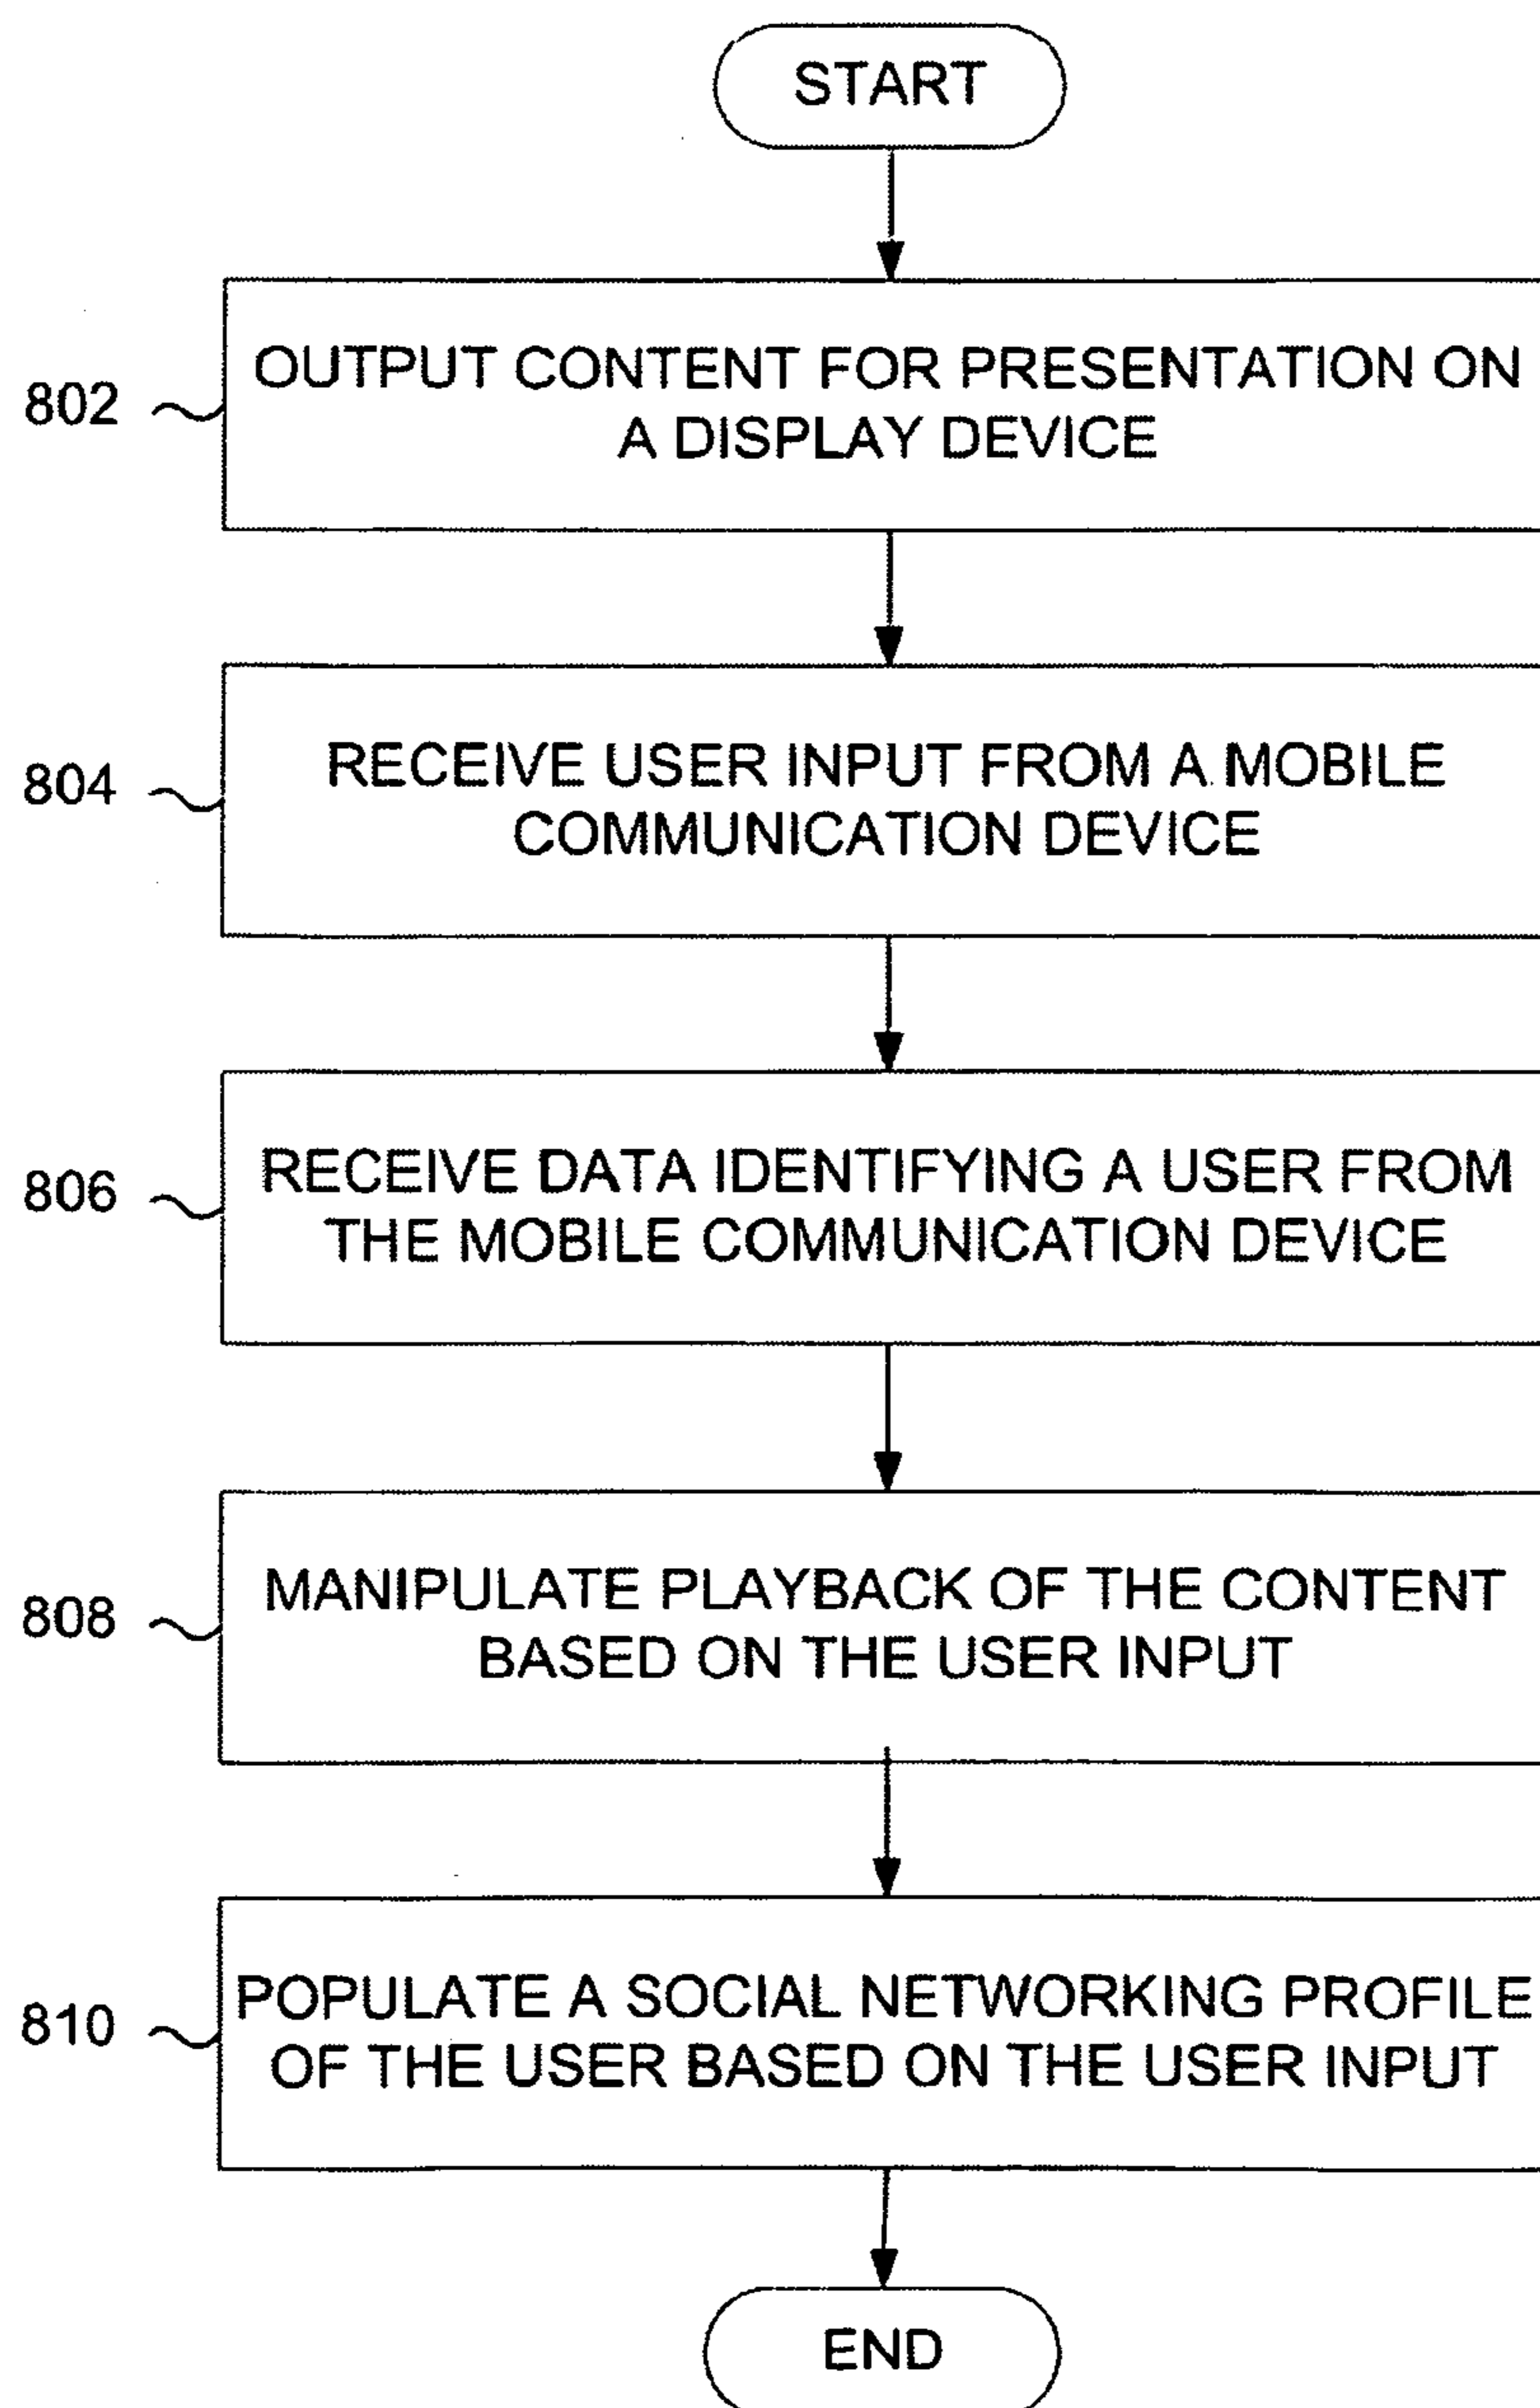 START
802
OUTPUT CONTENT FOR PRESENTATION ON
A DISPLAY DEVICE
804
RECEIVE USER INPUT FROM A MOBILE
COMMUNICATION DEVICE
806
RECEIVE DATA IDENTIFYING A USER FROM
THE MOBILE COMMUNICATION DEVICE
808
MANIPULATE PLAYBACK OF THE CONTENT
BASED ON THE USER INPUT
810
POPULATE A SOCIAL NETWORKING PROFILE
OF THE USER BASED ON THE USER INPUT
END